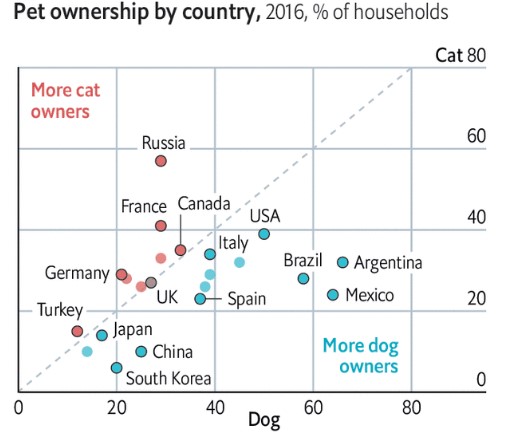 Pet ownership by country, 2016, % of households
Cat 80
More cat
owners
Russia
60
France
Canada
USA
40
Italy
Brazil
Argentina
Germany
UK
Spain
Mexico
20
Turkey
Japan
China
More dog
owners
South Korea
0
0 20 40 60 80
Dog